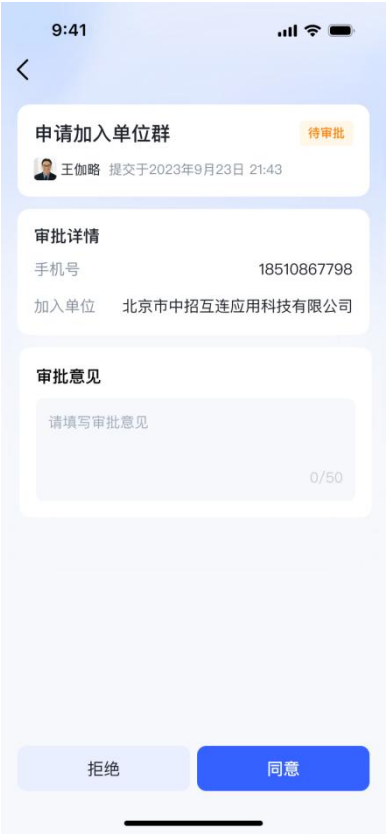 9:41
申请加入单位群 待审批
王伽略 提交于2023年9月23日 21:43
审批详情
手机号 18510867798
加入单位 北京市中招互连应用科技有限公司
审批意见
请填写审批意见
0/50
拒绝 同意